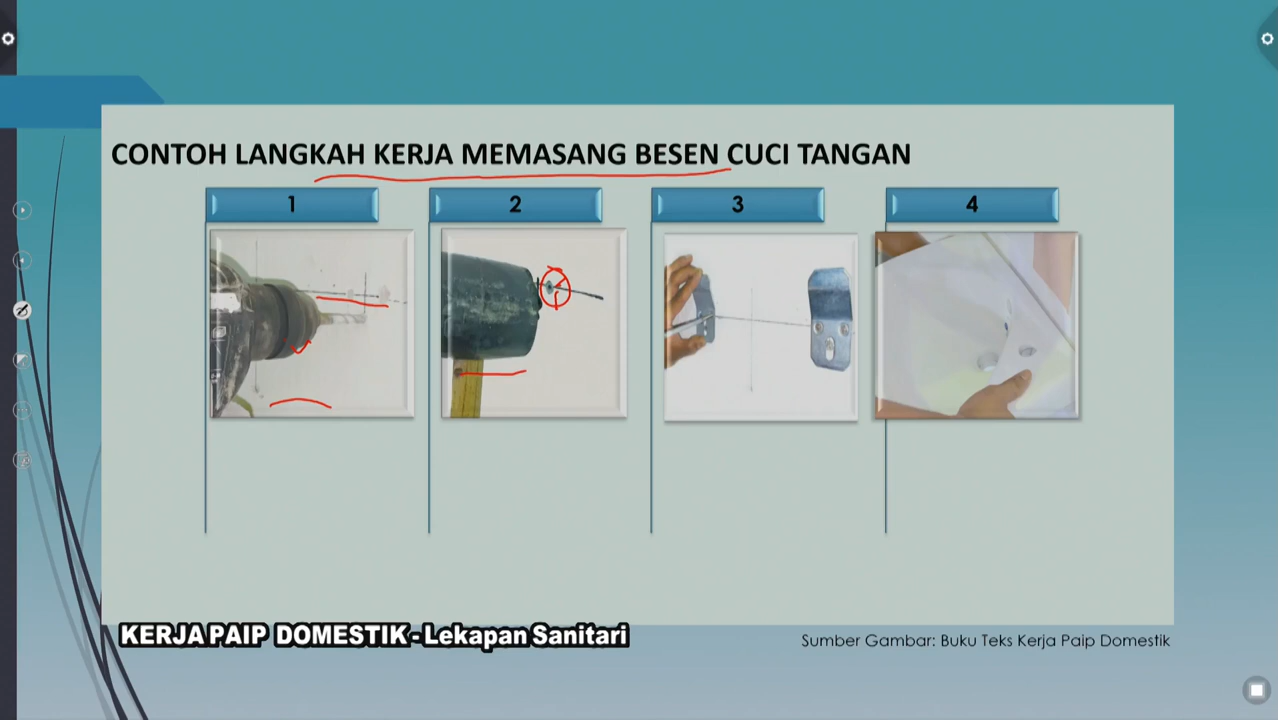 CONTOH LANGKAH KERJA MEMASANG BESEN CUCI TANGAN
1
2
3
4
KERJA PAIP DOMESTIK - Lekapan Sanitari
Sumber Gambar: Buku Teks Kerja Paip Domestik